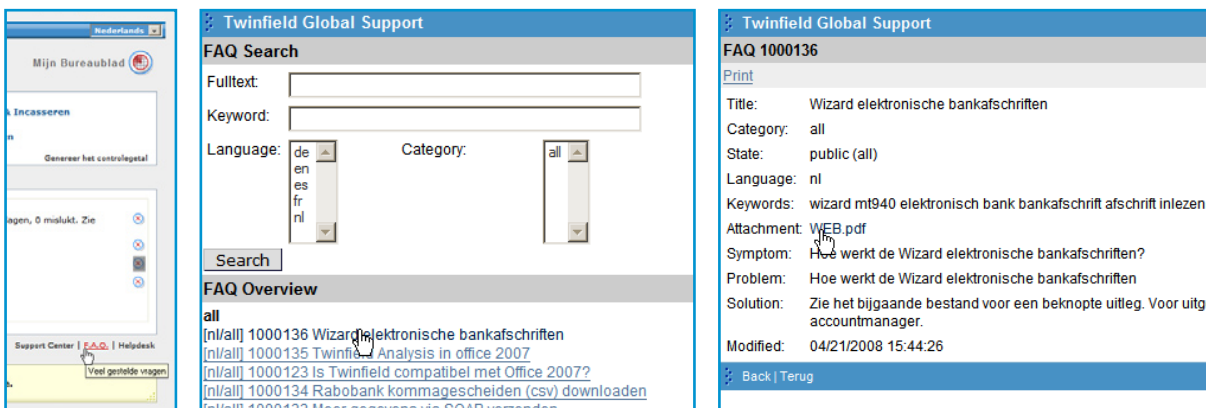 Nederlands
Mijn Bureaublad
& Incasseren
Genereer het controlegetal
agen, 0 mislukt. Zie
Support Center | F.A.Q. | Helpdesk
Veel gestelde vragen
Twinfield Global Support
FAQ Search
Fulltext:
Keyword:
Language:
de
en
es
fr
nl
Category:
all
Search
FAQ Overview
all
[nl/all] 1000136 Wizard elektronische bankafschriften
[nl/all] 1000135 Twinfield Analysis in office 2007
[nl/all] 1000123 Is Twinfield compatibel met Office 2007?
[nl/all] 1000134 Rabobank kommagescheiden (csv) downloaden
Twinfield Global Support
FAQ 1000136
Print
Title: Wizard elektronische bankafschriften
Category: all
State: public (all)
Language: nl
Keywords: wizard mt940 elektronisch bank bankafschrift afschrift inlezen
Attachment: WEB.pdf
Symptom: Hoe werkt de Wizard elektronische bankafschriften?
Problem: Hoe werkt de Wizard elektronische bankafschriften
Solution: Zie het bijgaande bestand voor een beknopte uitleg. Voor uitg
accountmanager.
Modified: 04/21/2008 15:44:26
Back | Terug